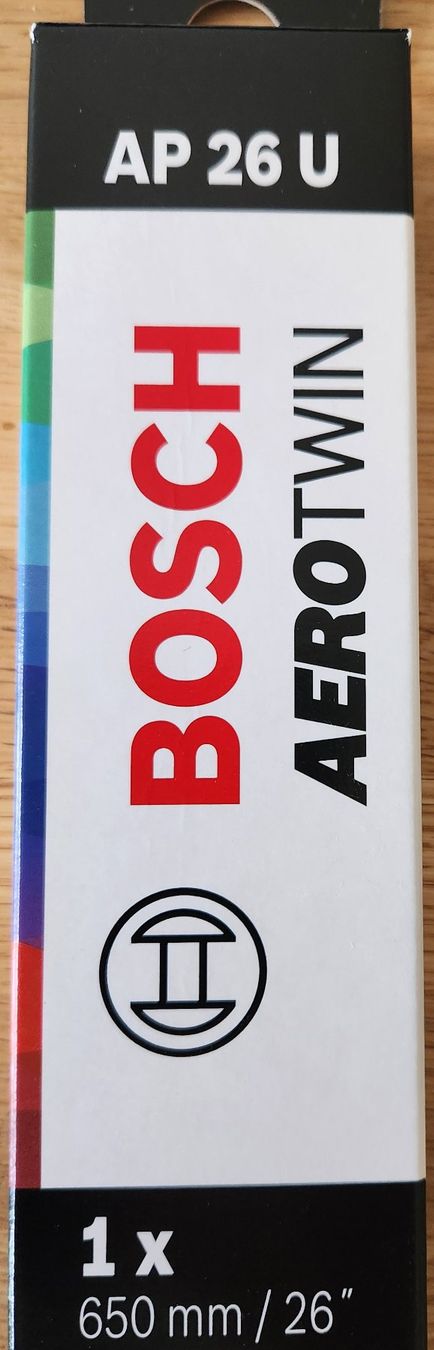 AP 26 U
BOSCH
AEROTWIN
1 x
650 mm / 26″